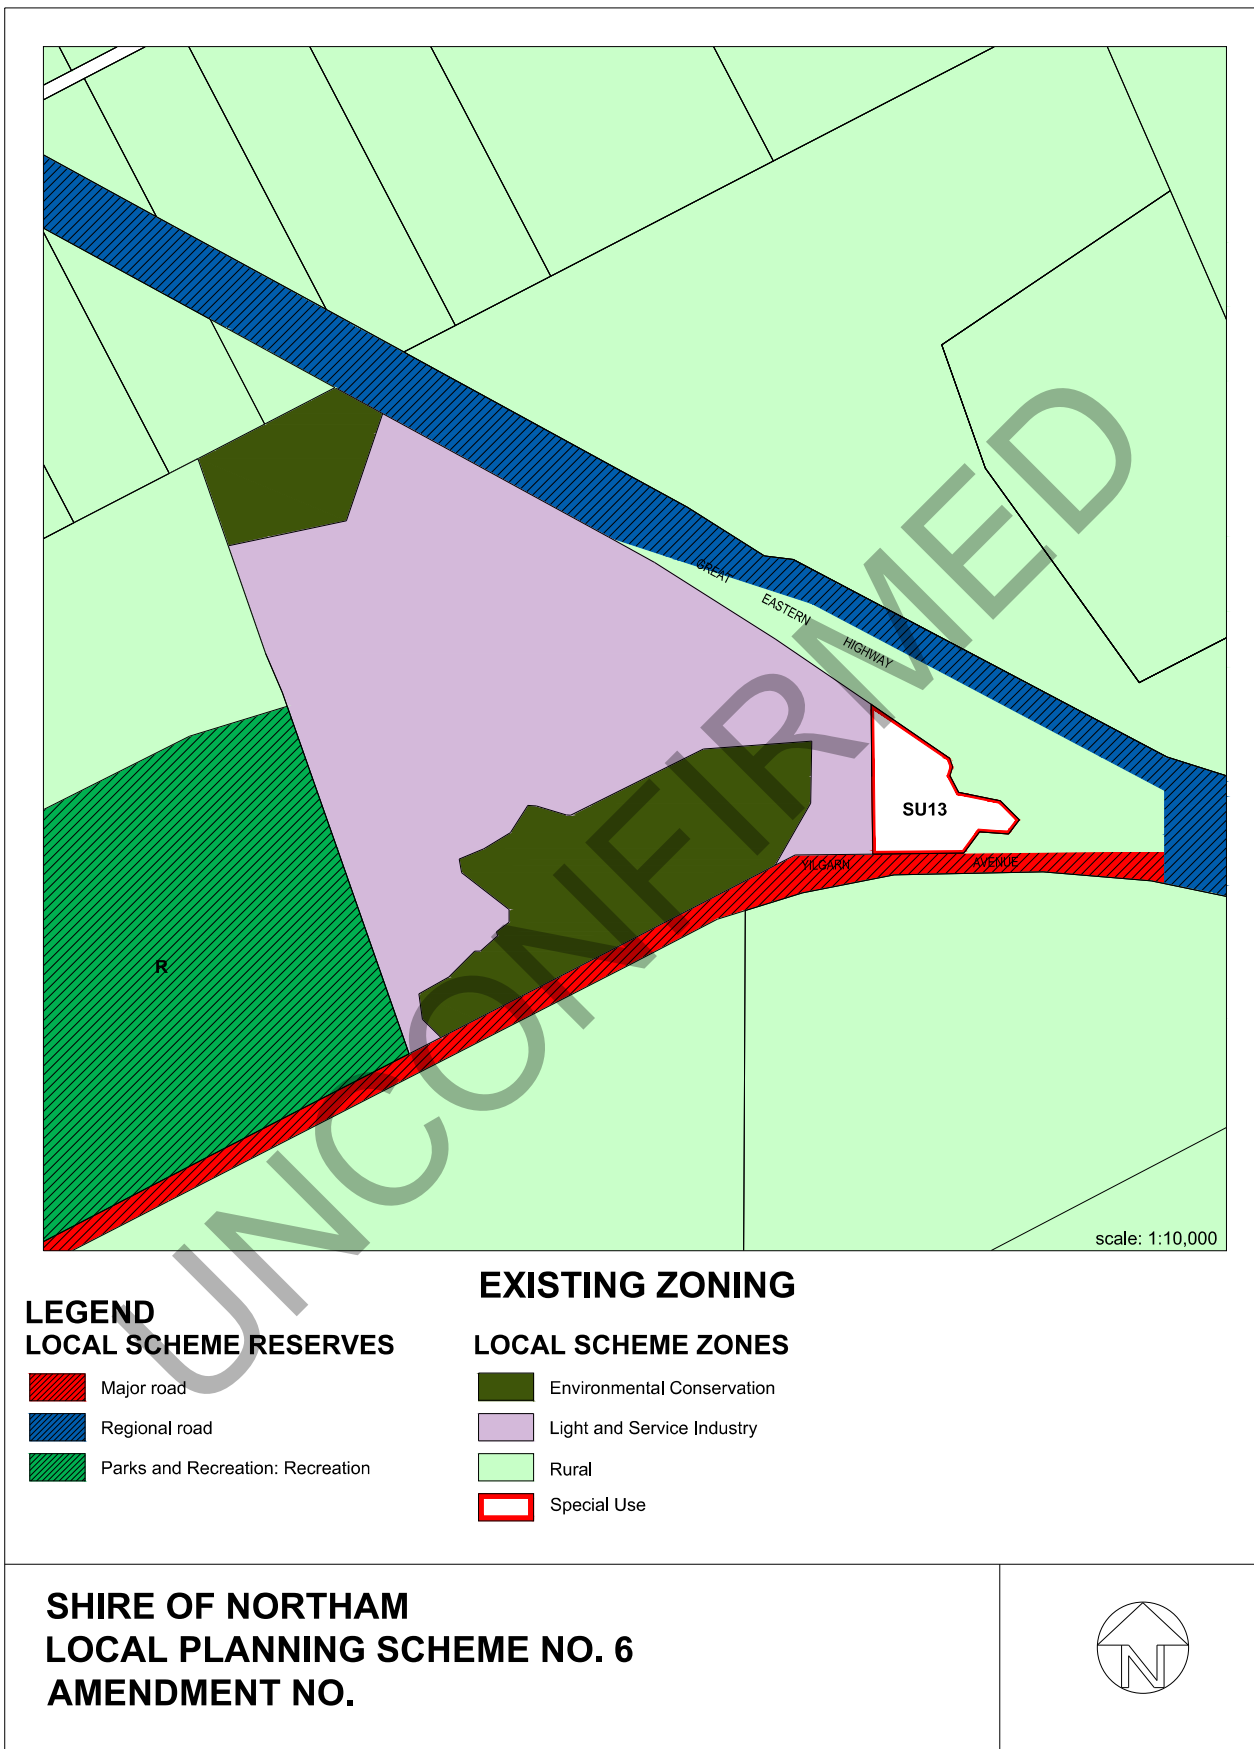 GREAT
EASTERN
HIGHWAY
SU13
YILGARN AVENUE
R
UNCONFIRMED
scale: 1:10,000
EXISTING ZONING
LEGEND
LOCAL SCHEME RESERVES
Major road
Regional road
Parks and Recreation: Recreation
LOCAL SCHEME ZONES
Environmental Conservation
Light and Service Industry
Rural
Special Use
SHIRE OF NORTHAM
LOCAL PLANNING SCHEME NO. 6
AMENDMENT NO.
N